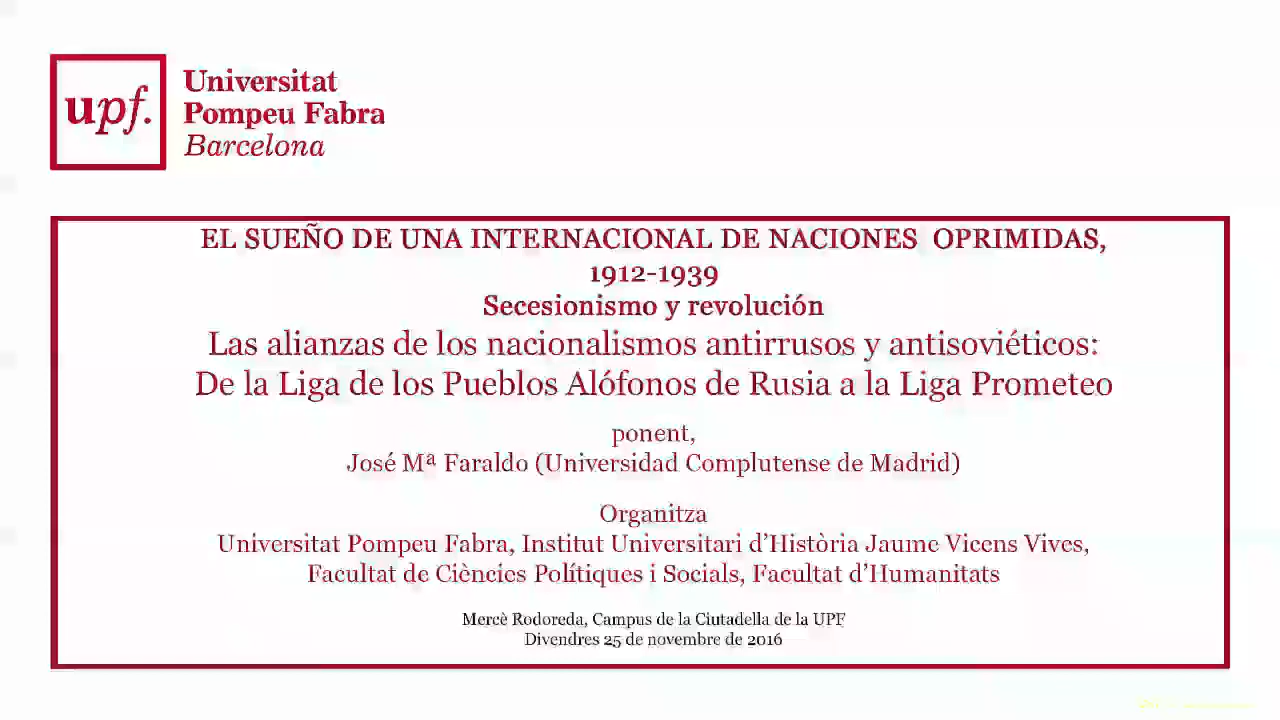 upf.
Universitat
Pompeu Fabra
Barcelona
EL SUEÑO DE UNA INTERNACIONAL DE NACIONES OPRIMIDAS,
1912-1939
Secesionismo y revolución
Las alianzas de los nacionalismos antirrusos y antisoviéticos:
De la Liga de los Pueblos Alófonos de Rusia a la Liga Prometeo
ponent,
José Mª Faraldo (Universidad Complutense de Madrid)
Organitza
Universitat Pompeu Fabra, Institut Universitari d'Història Jaume Vicens Vives,
Facultat de Ciències Polítiques i Socials, Facultat d'Humanitats
Mercè Rodoreda, Campus de la Ciutadella de la UPF
Divendres 25 de novembre de 2016